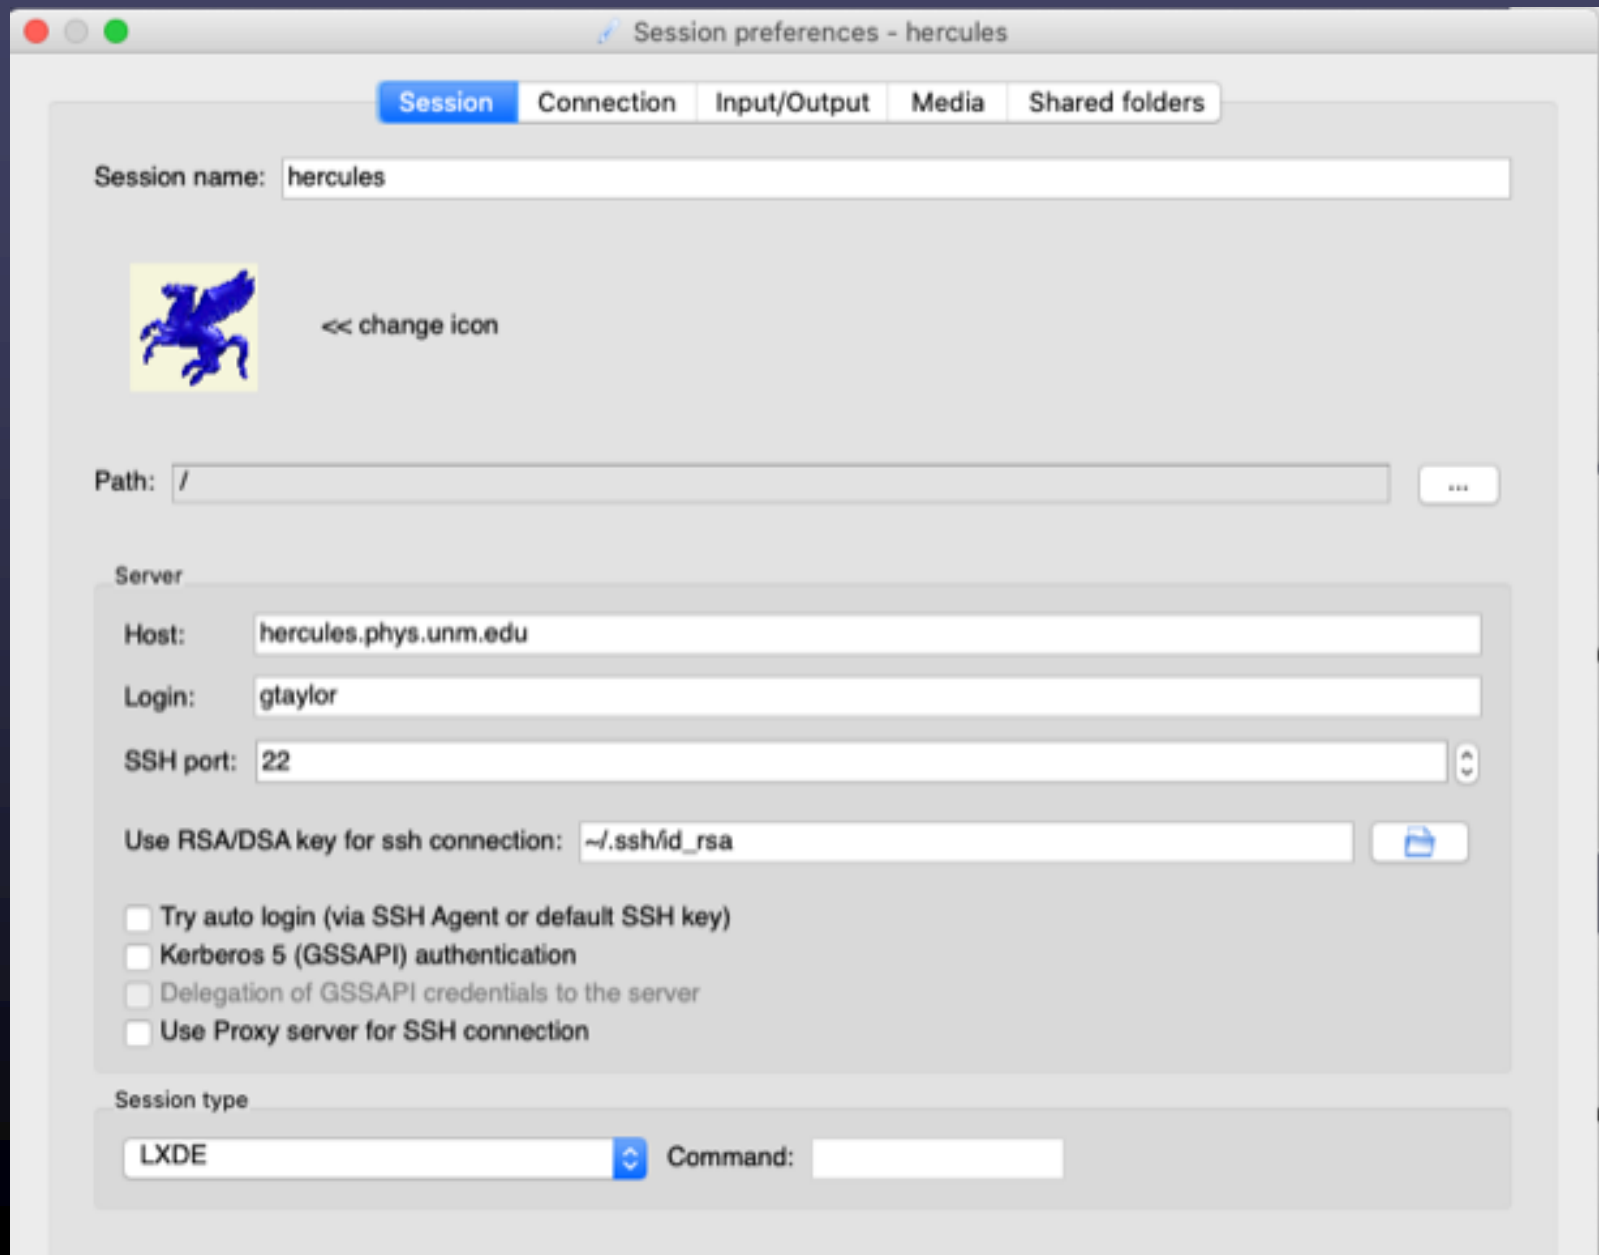 Session preferences - hercules
Session Connection Input/Output Media Shared folders
Session name: hercules
<< change icon
Path: / ...
Server
Host: hercules.phys.unm.edu
Login: gtaylor
SSH port: 22
Use RSA/DSA key for ssh connection: ~/.ssh/id_rsa
Try auto login (via SSH Agent or default SSH key)
Kerberos 5 (GSSAPI) authentication
Delegation of GSSAPI credentials to the server
Use Proxy server for SSH connection
Session type
LXDE Command: